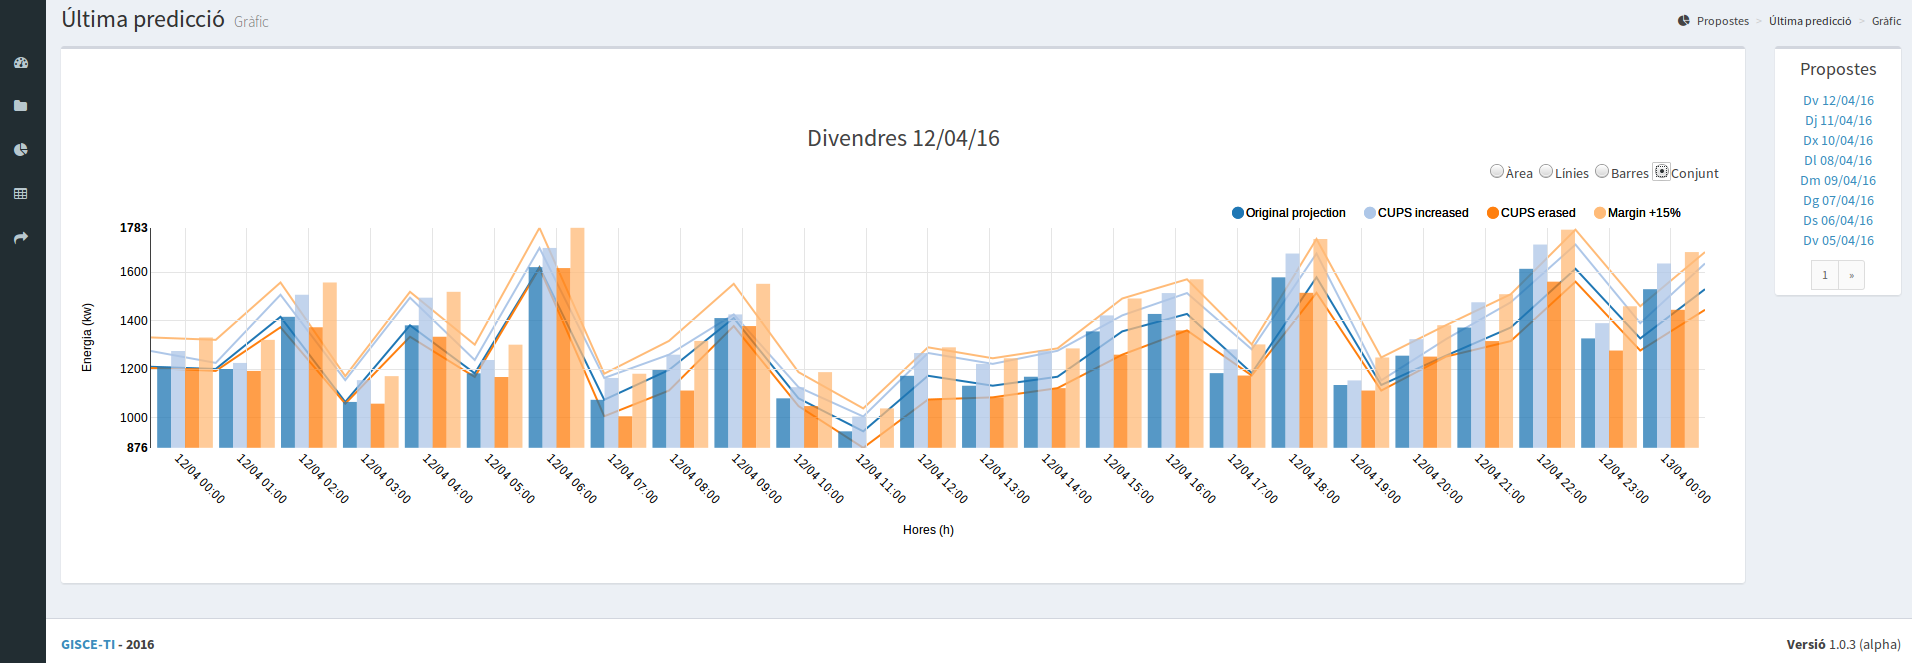 Última predicció Gràfic
Propostes > Última predicció > Gràfic
Divendres 12/04/16
Àrea Línies Barres Conjunt
Original projection CUPS increased CUPS erased Margin +15%
Energia (kw)
1783
1600
1400
1200
1000
876
12/04 00:00 12/04 01:00 12/04 02:00 12/04 03:00 12/04 04:00 12/04 05:00 12/04 06:00 12/04 07:00 12/04 08:00 12/04 09:00 12/04 10:00 12/04 11:00 12/04 12:00 12/04 13:00 12/04 14:00 12/04 15:00 12/04 16:00 12/04 17:00 12/04 18:00 12/04 19:00 12/04 20:00 12/04 21:00 12/04 22:00 12/04 23:00 13/04 00:00
Hores (h)
Propostes
Dv 12/04/16
Dj 11/04/16
Dx 10/04/16
Dl 08/04/16
Dm 09/04/16
Dg 07/04/16
Ds 06/04/16
Dv 05/04/16
1 »
GISCE-TI - 2016
Versió 1.0.3 (alpha)